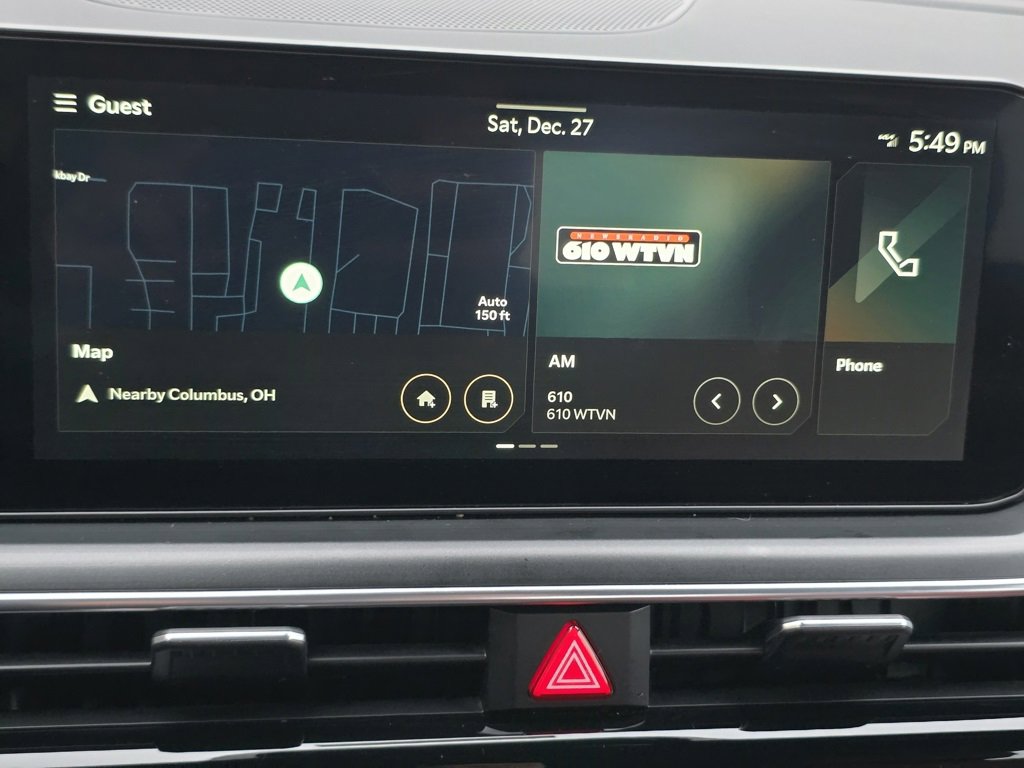 Guest
Sat, Dec. 27
5:49 PM
kbay Dr
Auto
150 ft
NEWSRADIO
610 WTVN
Map
Nearby Columbus, OH
AM
610
610 WTVN
Phone